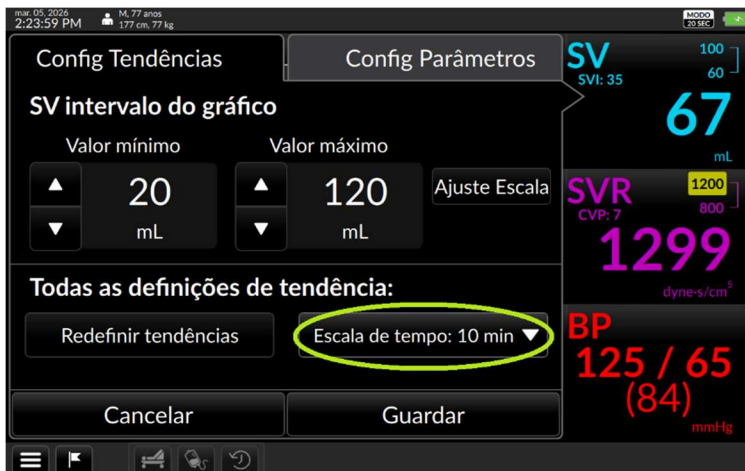 mar. 05, 2026
2:23:59 PM
M, 77 anos
177 cm, 77 kg
MODO
20 SEC
Config Tendências
Config Parâmetros
SV intervalo do gráfico
Valor mínimo
Valor máximo
20
mL
120
mL
Ajuste Escala
Todas as definições de tendência:
Redefinir tendências
Escala de tempo: 10 min
Cancelar
Guardar
SV
SVI: 35
100
60
67
mL
SVR
CVP: 7
1200
800
1299
dyne-s/cm⁵
BP
125 / 65
(84)
mmHg